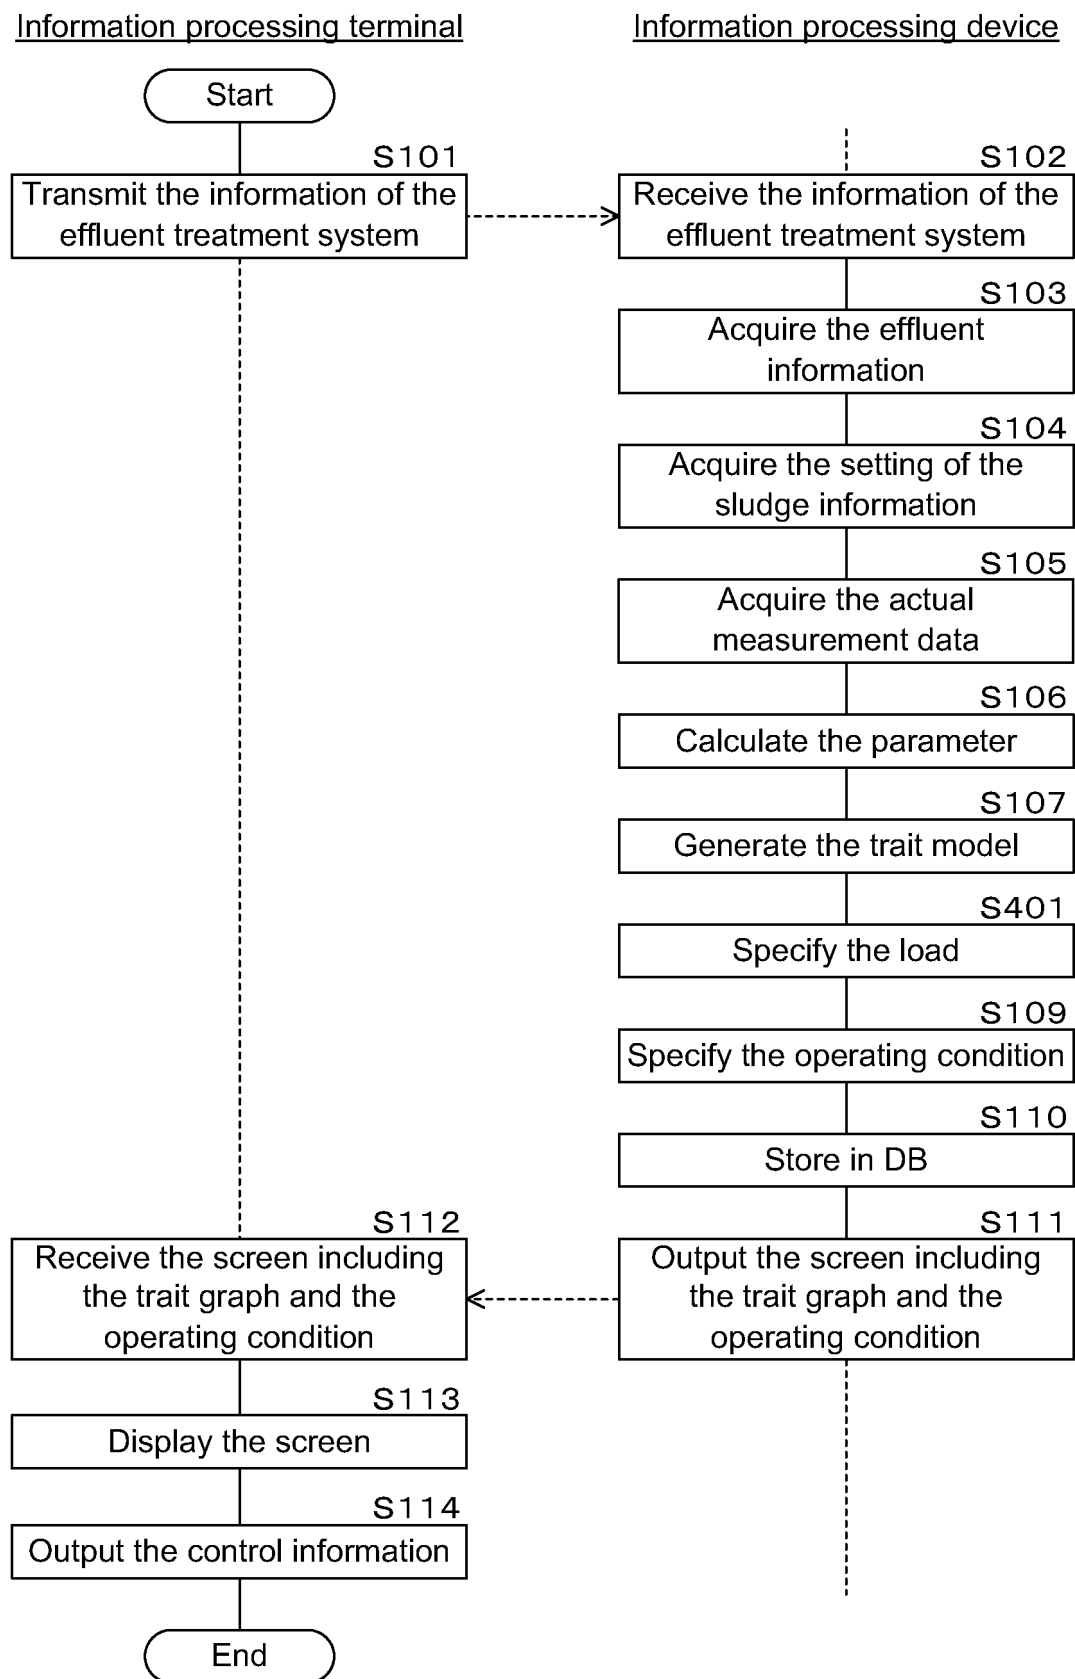 Information processing terminal
Information processing device
Start
S101
Transmit the information of the
effluent treatment system
S102
Receive the information of the
effluent treatment system
S103
Acquire the effluent
information
S104
Acquire the setting of the
sludge information
S105
Acquire the actual
measurement data
S106
Calculate the parameter
S107
Generate the trait model
S401
Specify the load
S109
Specify the operating condition
S110
Store in DB
S111
Output the screen including
the trait graph and the
operating condition
S112
Receive the screen including
the trait graph and the
operating condition
S113
Display the screen
S114
Output the control information
End